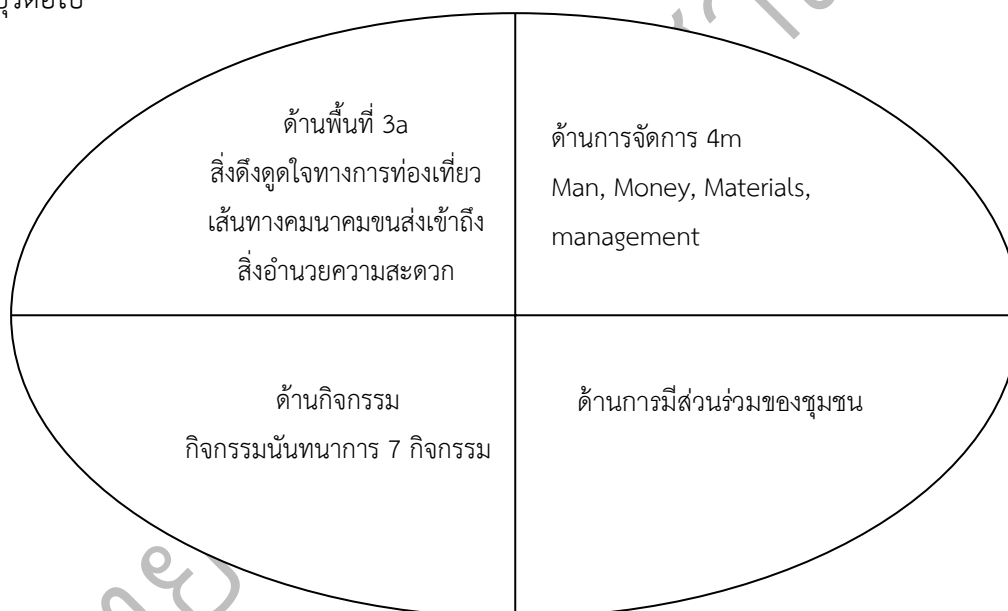 ด้านพื้นที่ 3a
สิ่งดึงดูดใจทางการท่องเที่ยว
เส้นทางคมนาคมขนส่งเข้าถึง
สิ่งอำนวยความสะดวก
ด้านการจัดการ 4m
Man, Money, Materials,
management
ด้านกิจกรรม
กิจกรรมนันทนาการ 7 กิจกรรม
ด้านการมีส่วนร่วมของชุมชน